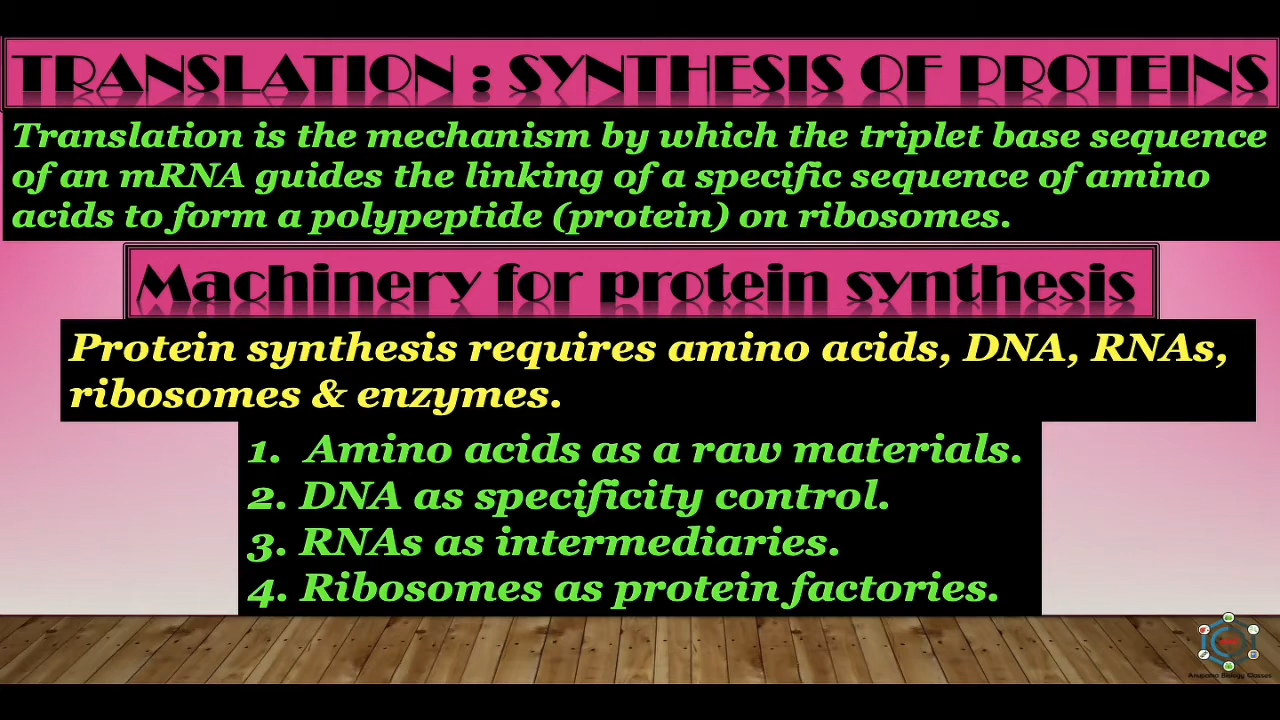 TRANSLATION : SYNTHESIS OF PROTEINS
Translation is the mechanism by which the triplet base sequence
of an mRNA guides the linking of a specific sequence of amino
acids to form a polypeptide (protein) on ribosomes.
Machinery for protein synthesis
Protein synthesis requires amino acids, DNA, RNAs,
ribosomes & enzymes.
1. Amino acids as a raw materials.
2. DNA as specificity control.
3. RNAs as intermediaries.
4. Ribosomes as protein factories.
Anupama Biology Classes